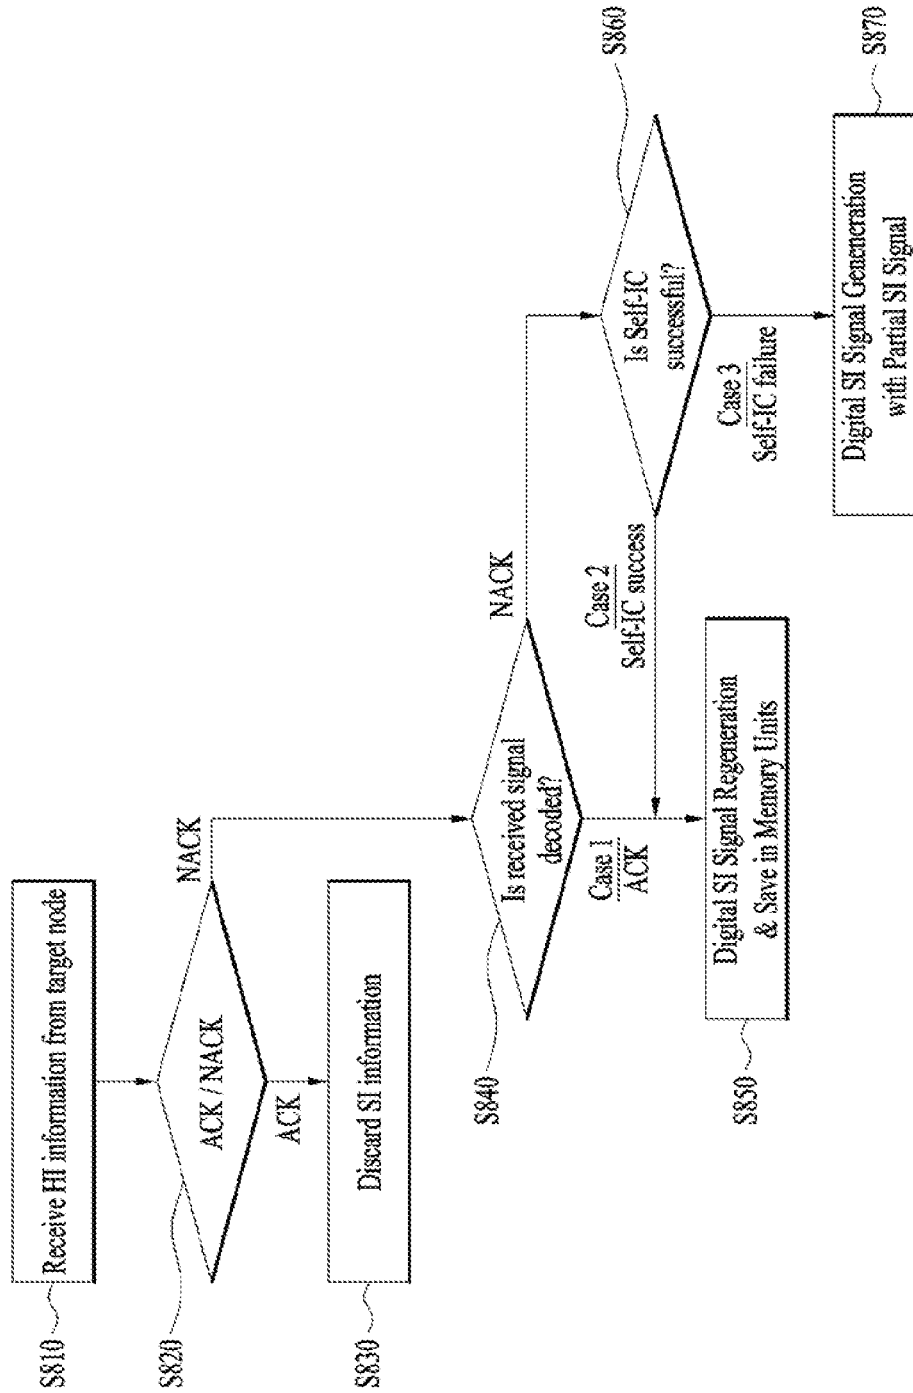 S810
Receive HI information from target node
S820
ACK / NACK
NACK
ACK
S830
Discard SI information
S840
Is received signal
decoded?
NACK
Case 1
ACK
S850
Digital SI Signal Regeneration
& Save in Memory Units
S860
Is Self-IC
successful?
Case 2
Self-IC success
Case 3
Self-IC failure
S870
Digital SI Signal Geneneration
with Partial SI Signal